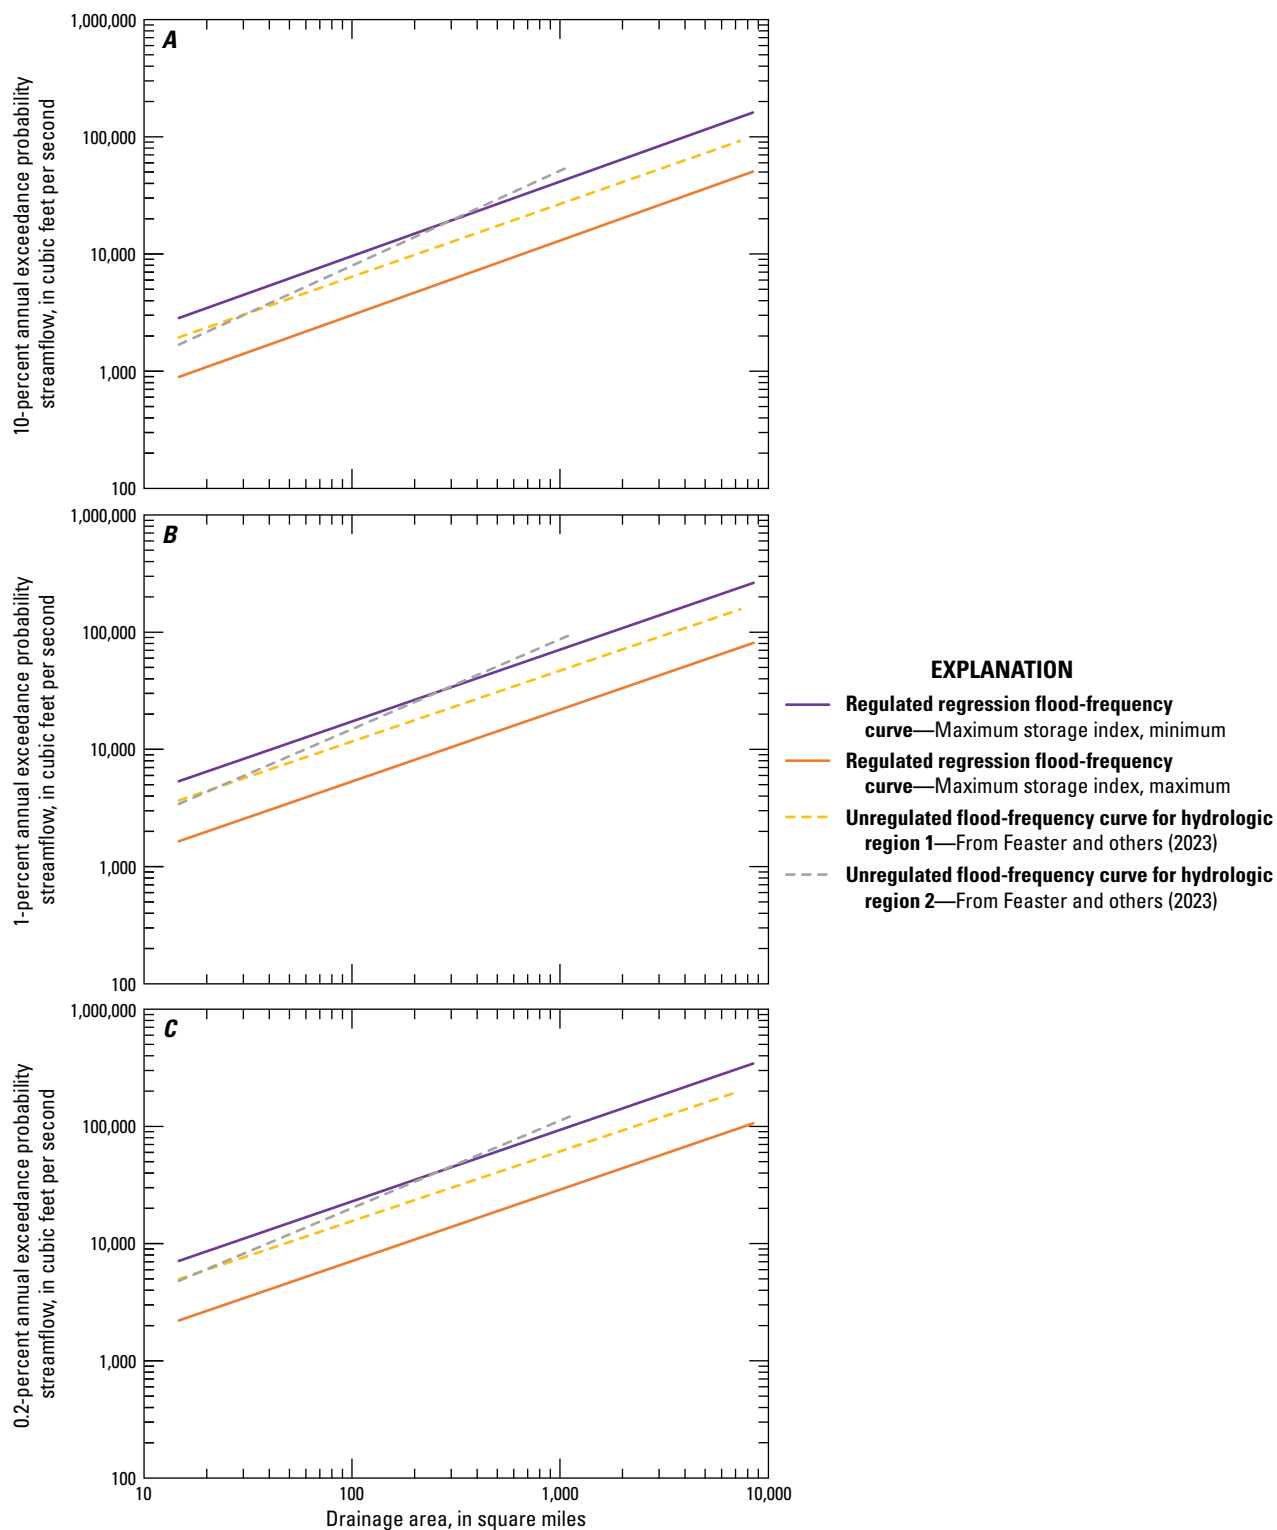 A
1,000,000
100,000
10,000
1,000
100
10-percent annual exceedance probability
streamflow, in cubic feet per second
B
1,000,000
100,000
10,000
1,000
100
1-percent annual exceedance probability
streamflow, in cubic feet per second
C
1,000,000
100,000
10,000
1,000
100
0.2-percent annual exceedance probability
streamflow, in cubic feet per second
10
100
1,000
10,000
Drainage area, in square miles
EXPLANATION
Regulated regression flood-frequency
curve—Maximum storage index, minimum
Regulated regression flood-frequency
curve—Maximum storage index, maximum
Unregulated flood-frequency curve for hydrologic
region 1—From Feaster and others (2023)
Unregulated flood-frequency curve for hydrologic
region 2—From Feaster and others (2023)